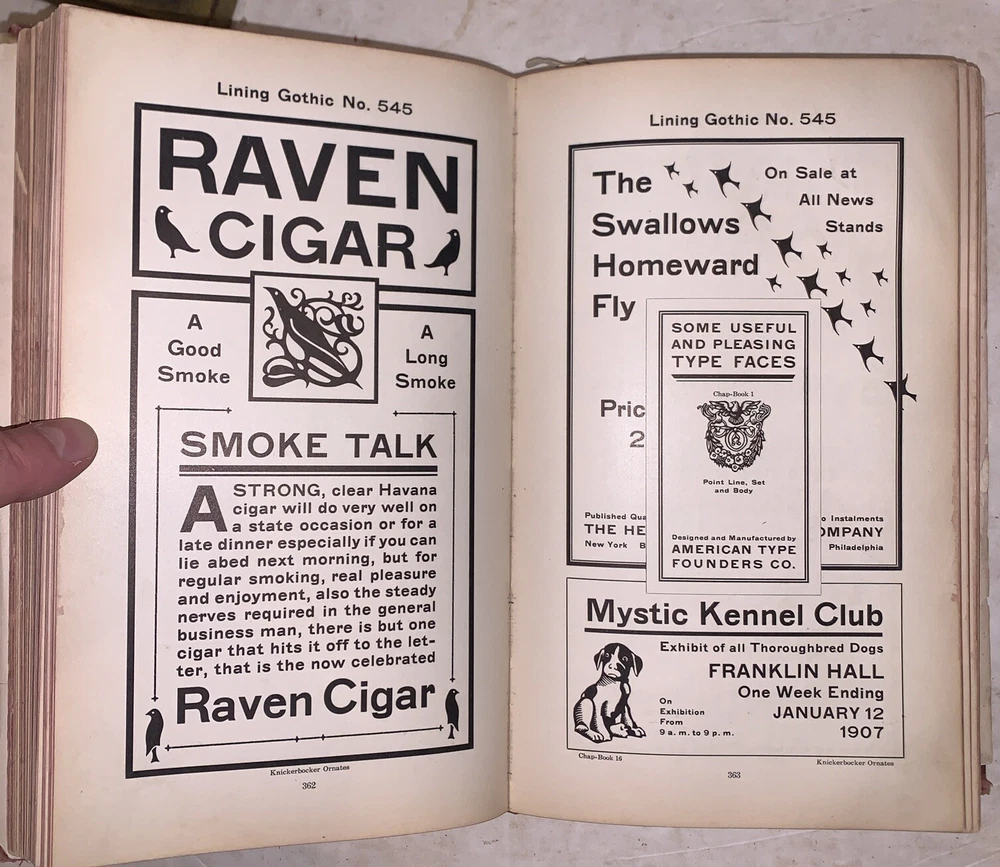 Lining Gothic No. 545
RAVEN
CIGAR
A
Good
Smoke
A
Long
Smoke
SMOKE TALK
A STRONG, clear Havana
cigar will do very well on
a state occasion or for a
late dinner especially if you can
lie abed next morning, but for
regular smoking, real pleasure
and enjoyment, also the steady
nerves required in the general
business man, there is but one
cigar that hits it off to the let-
ter, that is the now celebrated
Raven Cigar
Knickerbocker Ornates
362
Lining Gothic No. 545
The
Swallows
Homeward
Fly
On Sale at
All News
Stands
Pric
2
SOME USEFUL
AND PLEASING
TYPE FACES
Chap-Book 1
Point Line, Set
and Body
Designed and Manufactured by
AMERICAN TYPE
FOUNDERS CO.
Published Qua
THE HE
New York B
o Instalments
OMPANY
Philadelphia
Mystic Kennel Club
Exhibit of all Thoroughbred Dogs
FRANKLIN HALL
One Week Ending
JANUARY 12
1907
On
Exhibition
From
9 a. m. to 9 p. m.
Chap-Book 16
Knickerbocker Ornates
363